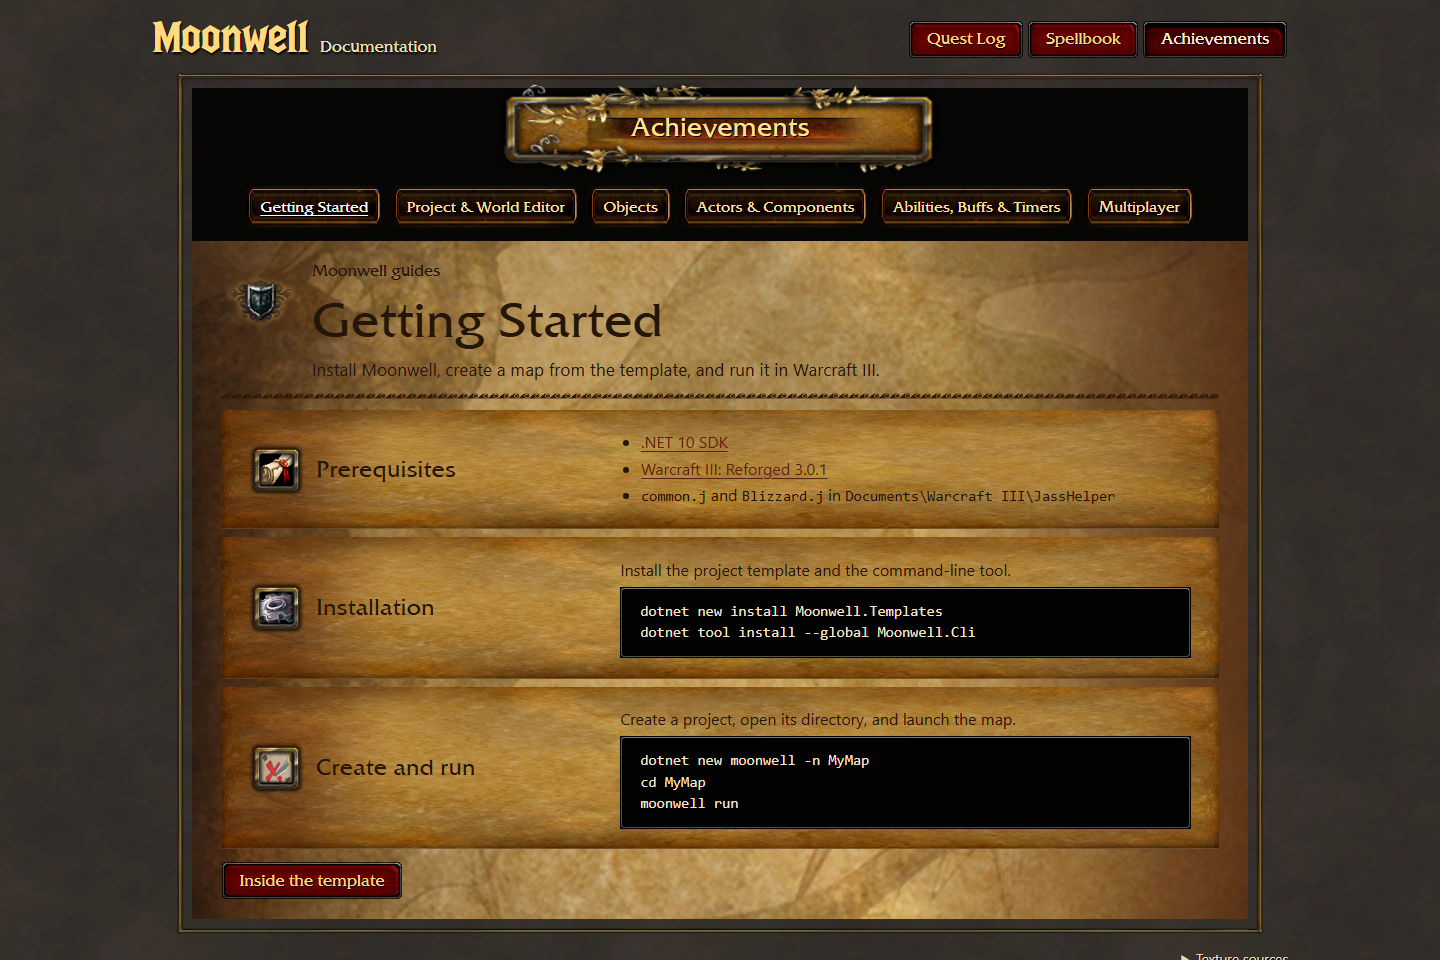 Moonwell Documentation
Quest Log Spellbook Achievements
Achievements
Getting Started Project & World Editor Objects Actors & Components Abilities, Buffs & Timers Multiplayer
Moonwell guides
Getting Started
Install Moonwell, create a map from the template, and run it in Warcraft III.
Prerequisites
.NET 10 SDK
Warcraft III: Reforged 3.0.1
common.j and Blizzard.j in Documents\Warcraft III\JassHelper
Installation
Install the project template and the command-line tool.
dotnet new install Moonwell.Templates
dotnet tool install --global Moonwell.Cli
Create and run
Create a project, open its directory, and launch the map.
dotnet new moonwell -n MyMap
cd MyMap
moonwell run
Inside the template
Texture sources